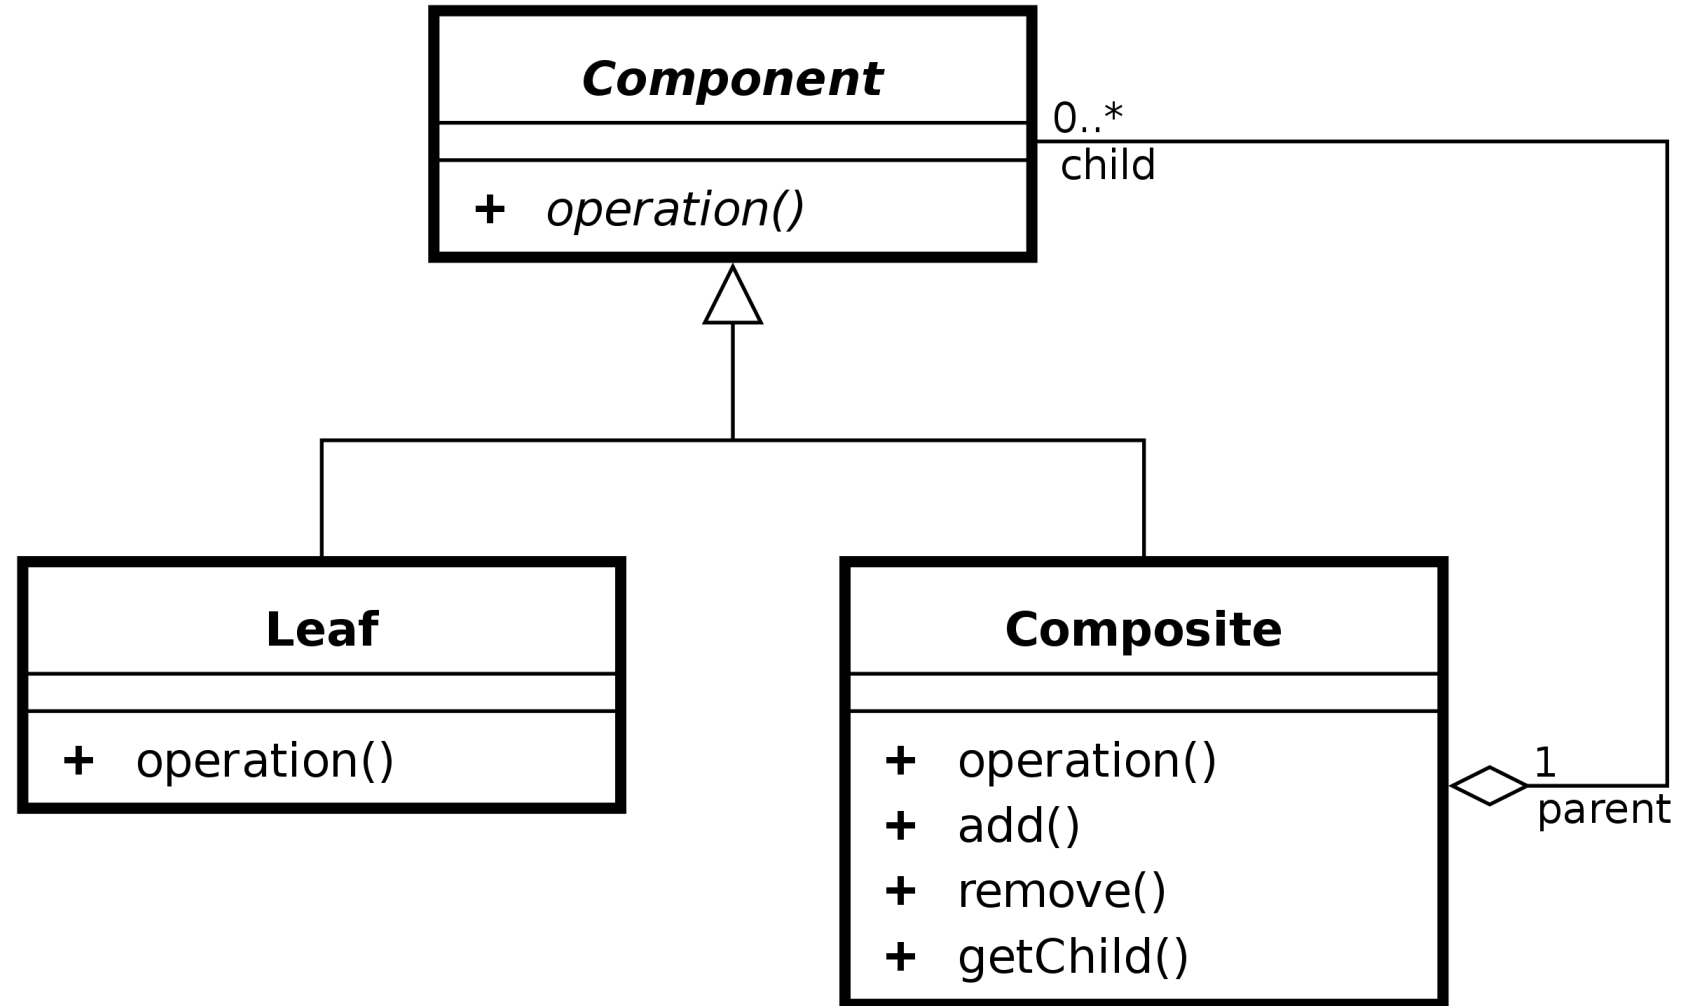 Component
0..*
child
+ operation()
Leaf
+ operation()
Composite
+ operation()
+ add()
+ remove()
+ getChild()
1
parent